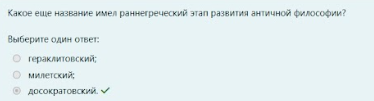 Какое еще название имел раннегреческий этап развития античной философии?
Выберите один ответ:
гераклитовский;
милетский;
досократовский.